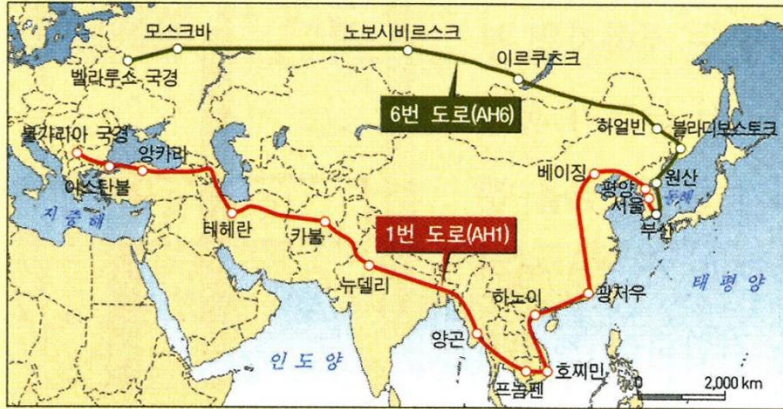 모스크바
노보시비르스크
이르쿠츠크
벨라루스 국경
6번 도로(AH6)
하얼빈
블라디보스토크
불가리아 국경
앙카라
이스탄불
베이징
평양
원산
서울
동해
부산
지중해
테헤란
카불
1번 도로(AH1)
뉴델리
하노이
광저우
태평양
양곤
인도양
프놈펜
호찌민
0
2,000 km